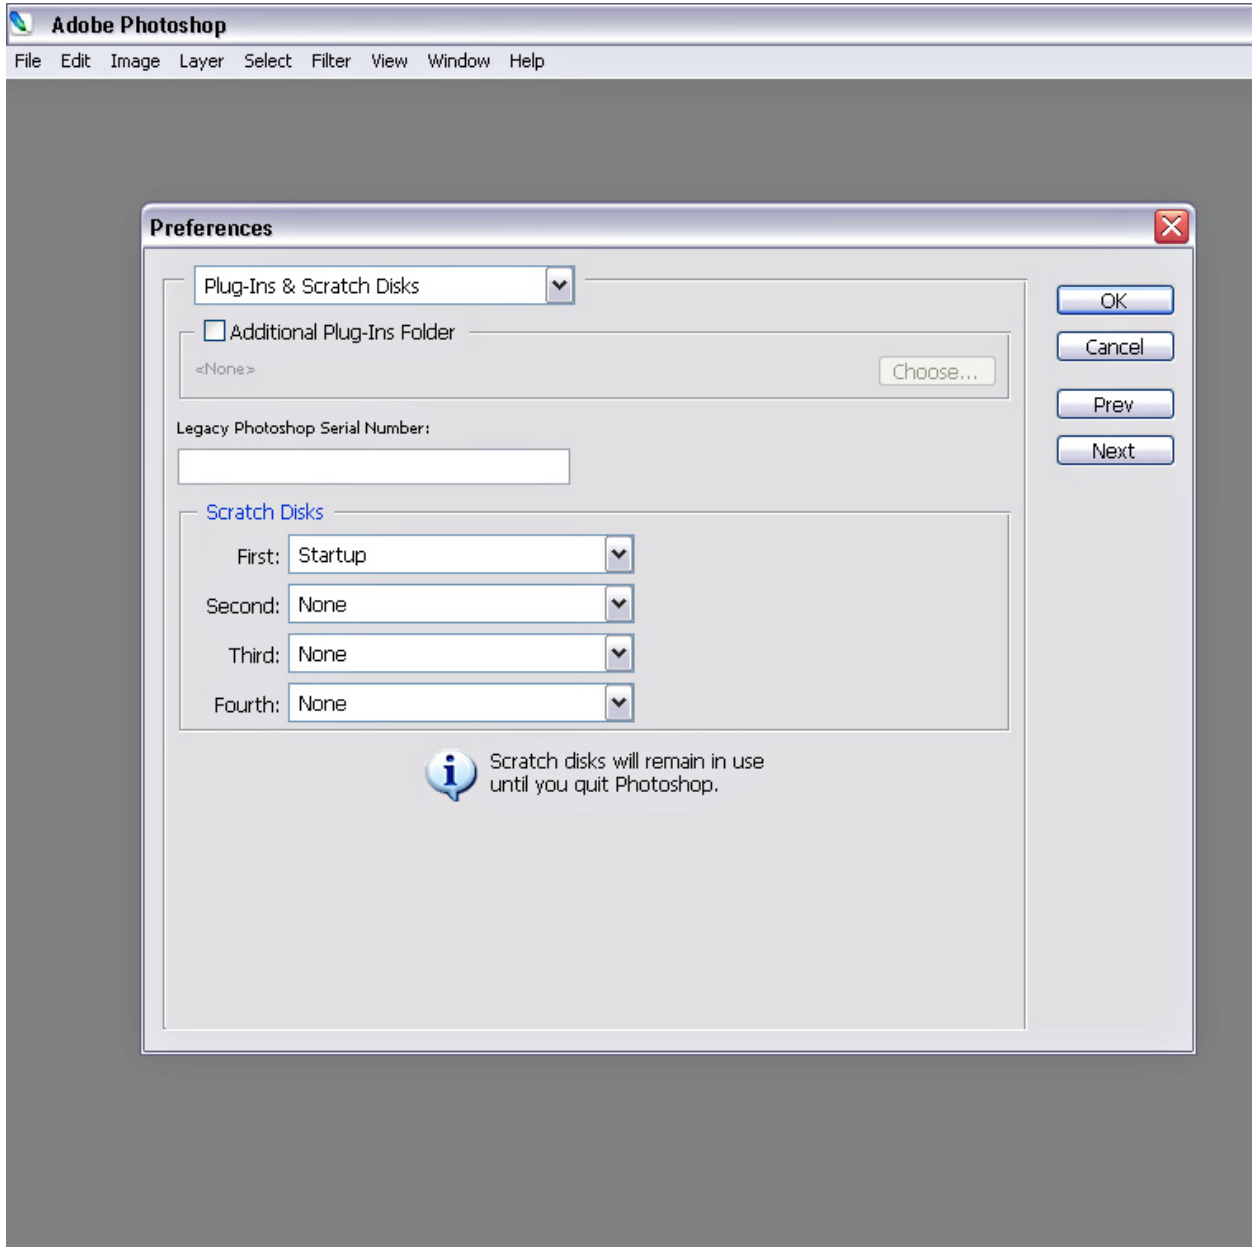 Adobe Photoshop
File Edit Image Layer Select Filter View Window Help
Preferences
Plug-Ins & Scratch Disks
OK
Additional Plug-Ins Folder
Cancel
<None>
Choose...
Prev
Legacy Photoshop Serial Number:
Next
Scratch Disks
First: Startup
Second: None
Third: None
Fourth: None
Scratch disks will remain in use
until you quit Photoshop.